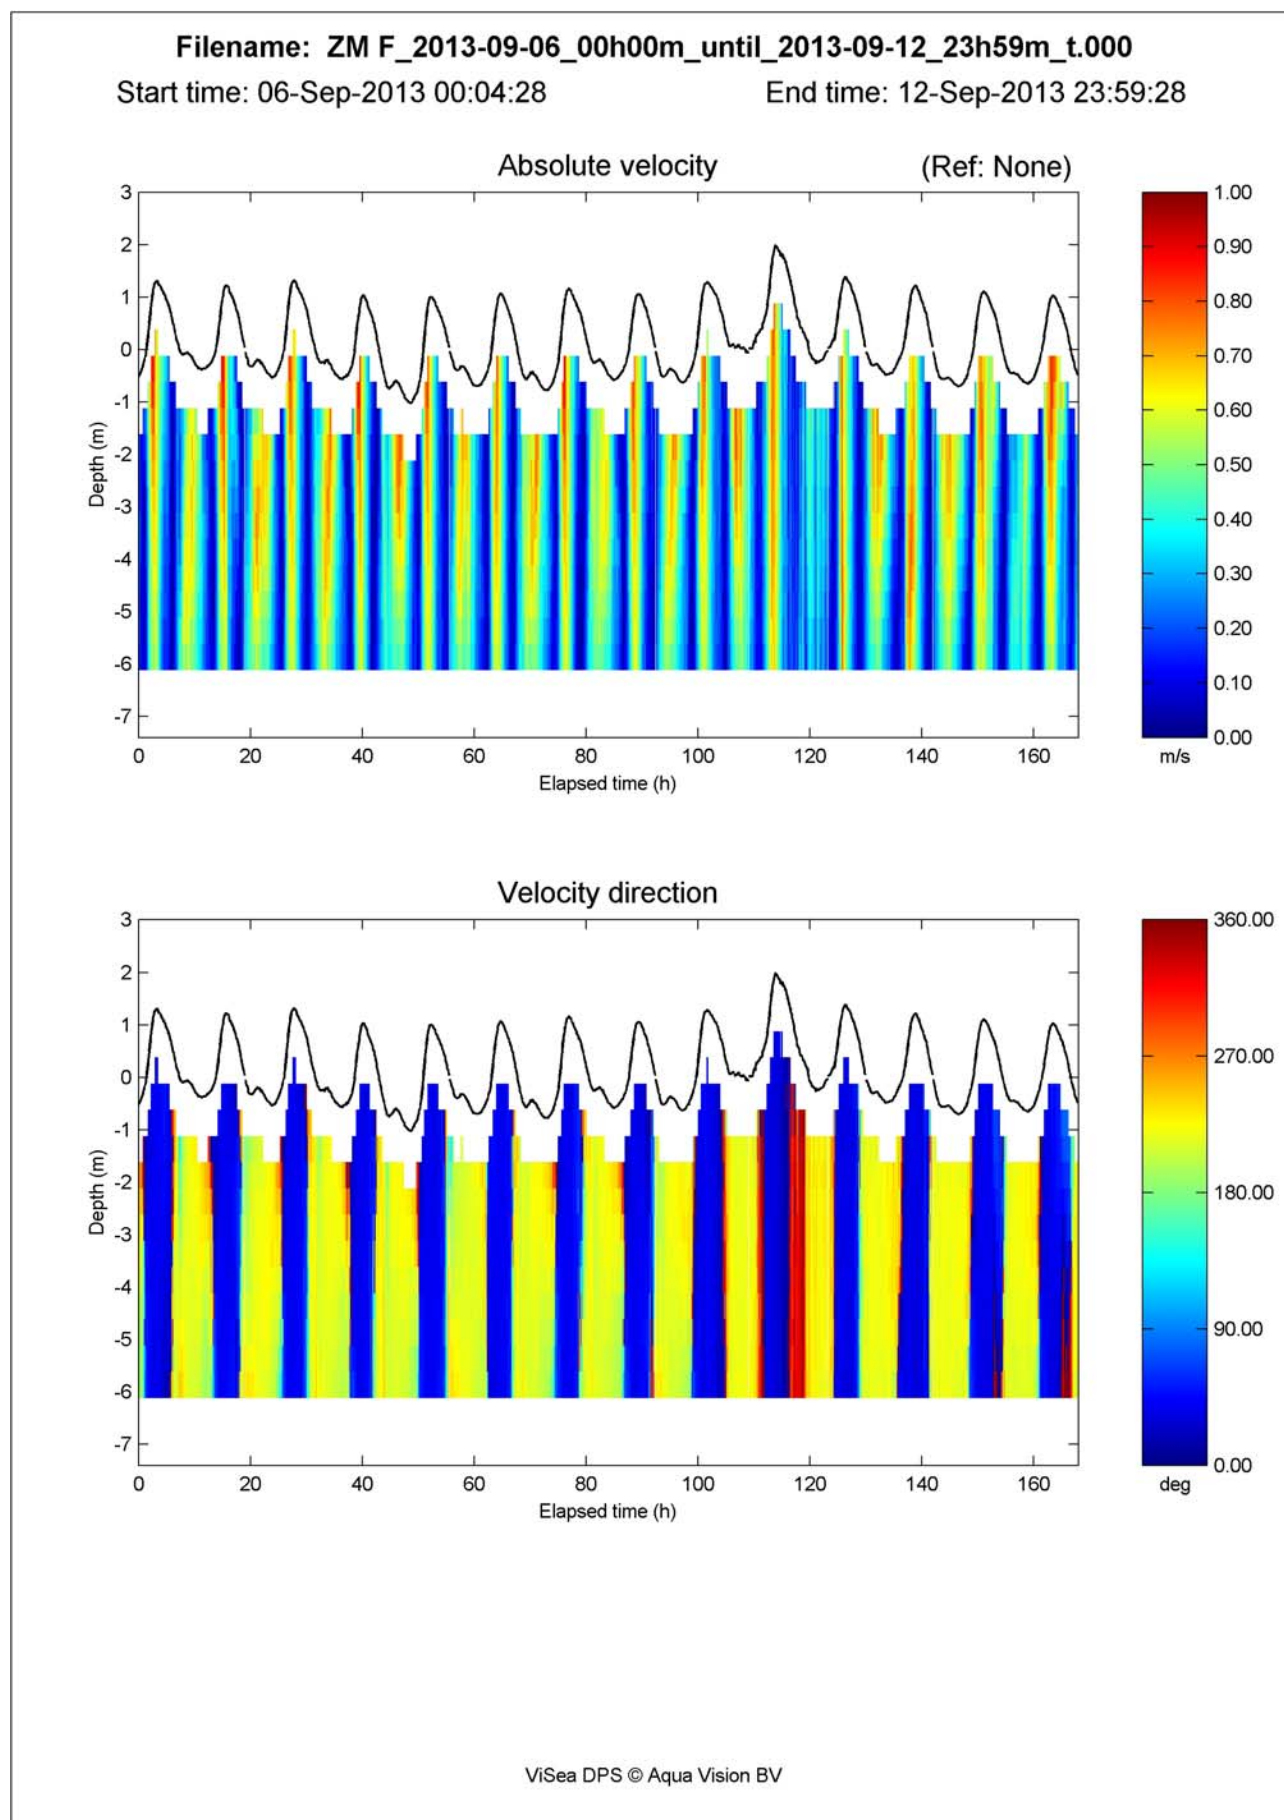 Filename: ZM F_2013-09-06_00h00m_until_2013-09-12_23h59m_t.000
Start time: 06-Sep-2013 00:04:28 End time: 12-Sep-2013 23:59:28
Absolute velocity (Ref: None)
3
2
1
0
-1
-2
-3
-4
-5
-6
-7
Depth (m)
0 20 40 60 80 100 120 140 160
Elapsed time (h)
1.00
0.90
0.80
0.70
0.60
0.50
0.40
0.30
0.20
0.10
0.00
m/s
Velocity direction
3
2
1
0
-1
-2
-3
-4
-5
-6
-7
Depth (m)
0 20 40 60 80 100 120 140 160
Elapsed time (h)
360.00
270.00
180.00
90.00
0.00
deg
ViSea DPS © Aqua Vision BV